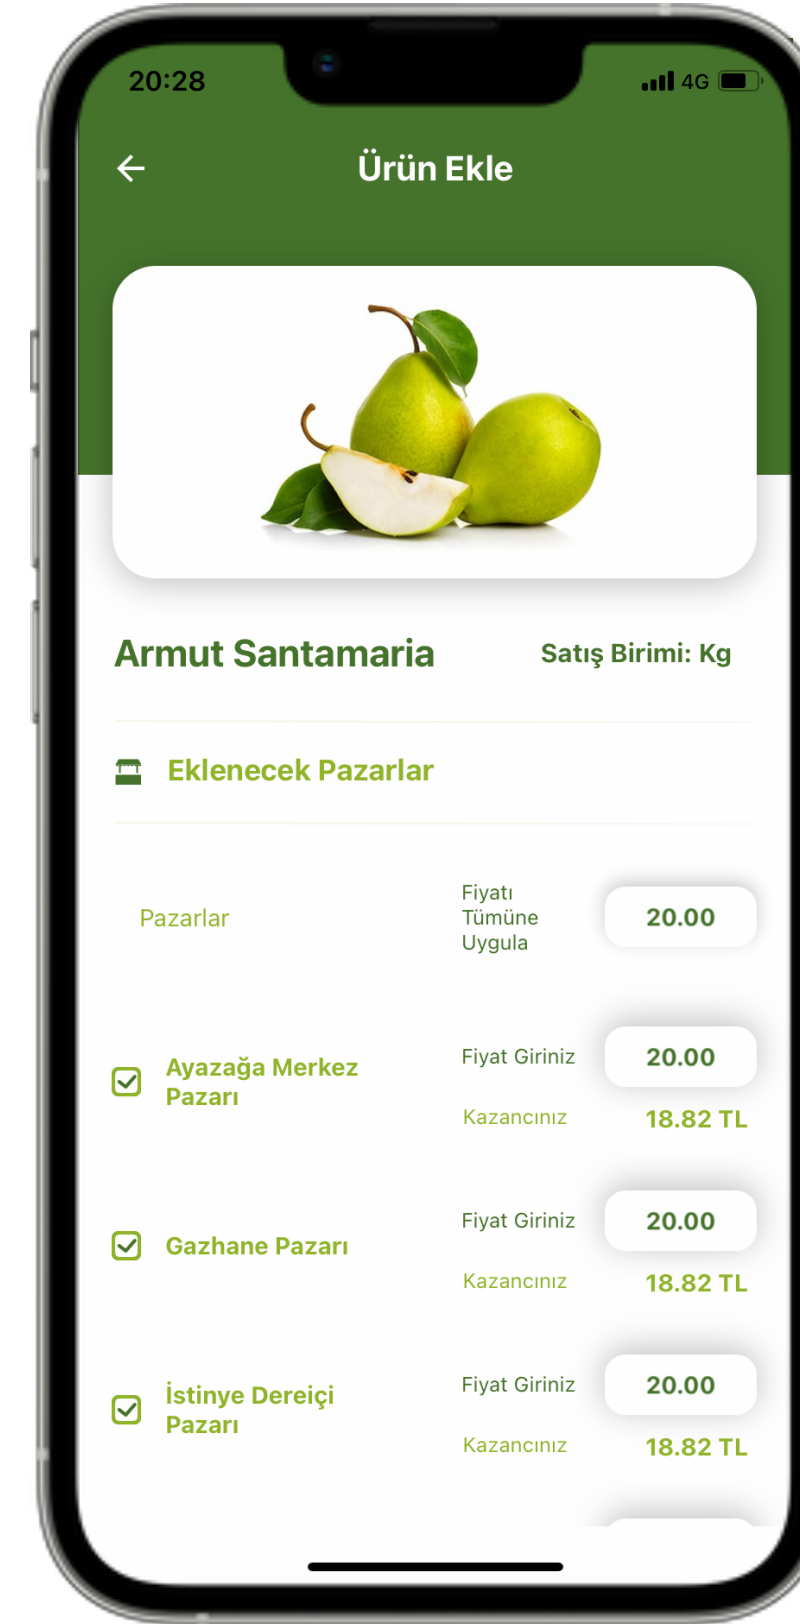 20:28
4G
Ürün Ekle
Armut Santamaria
Satış Birimi: Kg
Eklenecek Pazarlar
Pazarlar
Fiyatı
Tümüne
Uygula
20.00
Ayazağa Merkez
Pazarı
Fiyat Giriniz
20.00
Kazancınız
18.82 TL
Gazhane Pazarı
Fiyat Giriniz
20.00
Kazancınız
18.82 TL
İstinye Dereiçi
Pazarı
Fiyat Giriniz
20.00
Kazancınız
18.82 TL